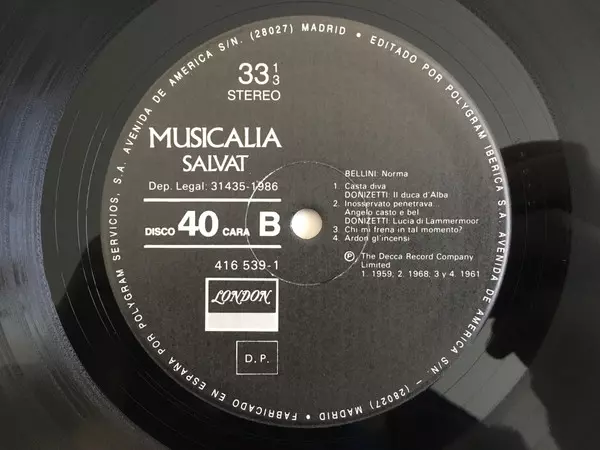 FABRICADO EN ESPAÑA POR POLYGRAM SERVICIOS, S.A. AVENIDA DE AMERICA S/N. (28027) MADRID • EDITADO POR POLYGRAM IBERICA S.A. AVENIDA DE AMERICA S/N. - (28027) MADRID •
33 1/3
STEREO
MUSICALIA
SALVAT
Dep. Legal: 31435-1986
DISCO 40 CARA B
416 539-1
LONDON
D.P.
BELLINI: Norma
1. Casta diva
DONIZETTI: Il duca d'Alba
2. Inosservato penetrava...
Angelo casto e bel
DONIZETTI: Lucia di Lammermoor
3. Chi mi frena in tal momento?
4. Ardon gl'incensi
Ⓟ The Decca Record Company
Limited
1. 1959; 2. 1968; 3 y 4. 1961